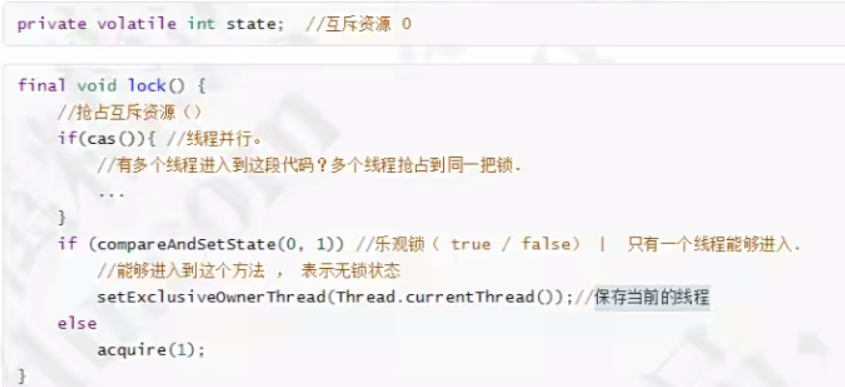 private volatile int state;  //互斥资源 0
final void lock() {
    //抢占互斥资源（）
    if(cas()){ //线程并行。
        //有多个线程进入到这段代码？多个线程抢占到同一把锁.
        ...
    }
    if (compareAndSetState(0, 1)) //乐观锁（ true / false） |  只有一个线程能够进入.
        //能够进入到这个方法 ， 表示无锁状态
        setExclusiveOwnerThread(Thread.currentThread());//保存当前的线程
    else
        acquire(1);
}